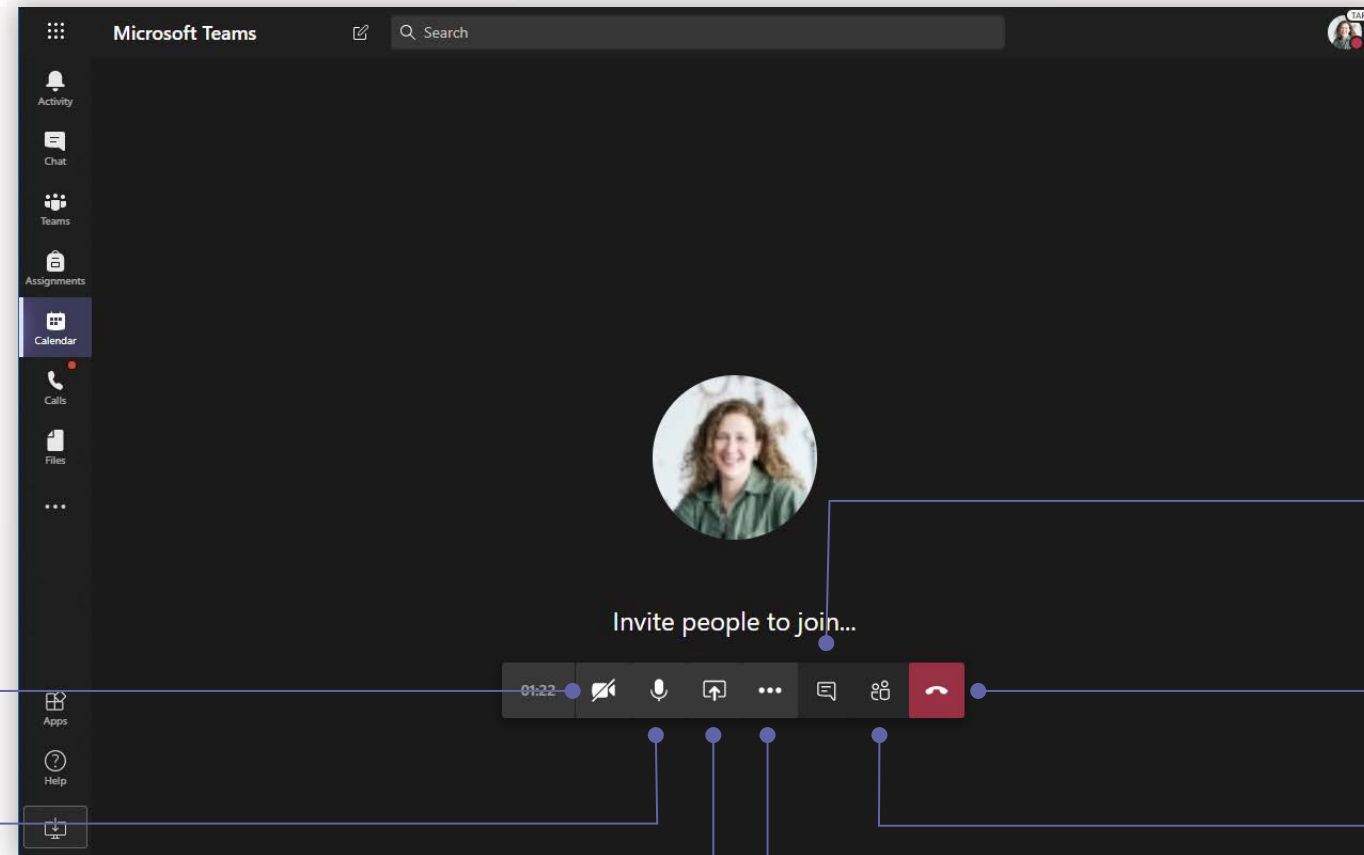 Microsoft Teams
Search
Activity
Chat
Teams
Assignments
Calendar
Calls
Files
Invite people to join...
01:22
Apps
Help